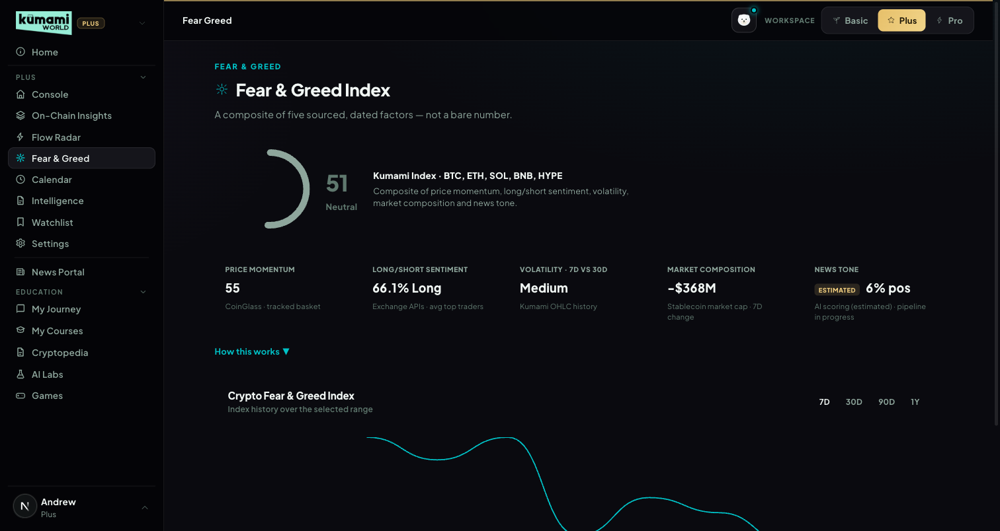 kumami
WORLD
PLUS
Home
PLUS
Console
On-Chain Insights
Flow Radar
Fear & Greed
Calendar
Intelligence
Watchlist
Settings
News Portal
EDUCATION
My Journey
My Courses
Cryptopedia
AI Labs
Games
N
Andrew
Plus
Fear Greed
WORKSPACE
Basic
Plus
Pro
FEAR & GREED
Fear & Greed Index
A composite of five sourced, dated factors — not a bare number.
51
Neutral
Kumami Index · BTC, ETH, SOL, BNB, HYPE
Composite of price momentum, long/short sentiment, volatility,
market composition and news tone.
PRICE MOMENTUM
55
CoinGlass · tracked basket
LONG/SHORT SENTIMENT
66.1% Long
Exchange APIs · avg top traders
VOLATILITY · 7D VS 30D
Medium
Kumami OHLC history
MARKET COMPOSITION
-$368M
Stablecoin market cap · 7D
change
NEWS TONE
ESTIMATED 6% pos
AI scoring (estimated) · pipeline
in progress
How this works ▼
Crypto Fear & Greed Index
Index history over the selected range
7D 30D 90D 1Y